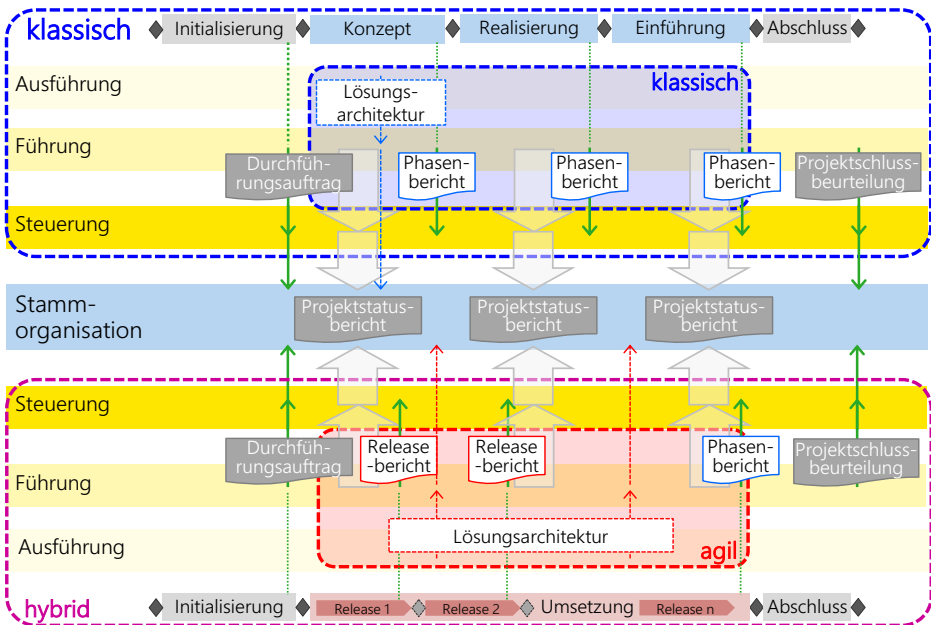 klassisch
Initialisierung
Konzept
Realisierung
Einführung
Abschluss
Ausführung
klassisch
Lösungs-
architektur
Führung
Durchfüh-
rungsauftrag
Phasen-
bericht
Phasen-
bericht
Phasen-
bericht
Projektschluss-
beurteilung
Steuerung
Stamm-
organisation
Projektstatus-
bericht
Projektstatus-
bericht
Projektstatus-
bericht
Steuerung
Durchfüh-
rungsauftrag
Release
-bericht
Release
-bericht
Phasen-
bericht
Projektschluss-
beurteilung
Führung
Lösungsarchitektur
Ausführung
agil
hybrid
Initialisierung
Release 1
Release 2
Umsetzung
Release n
Abschluss